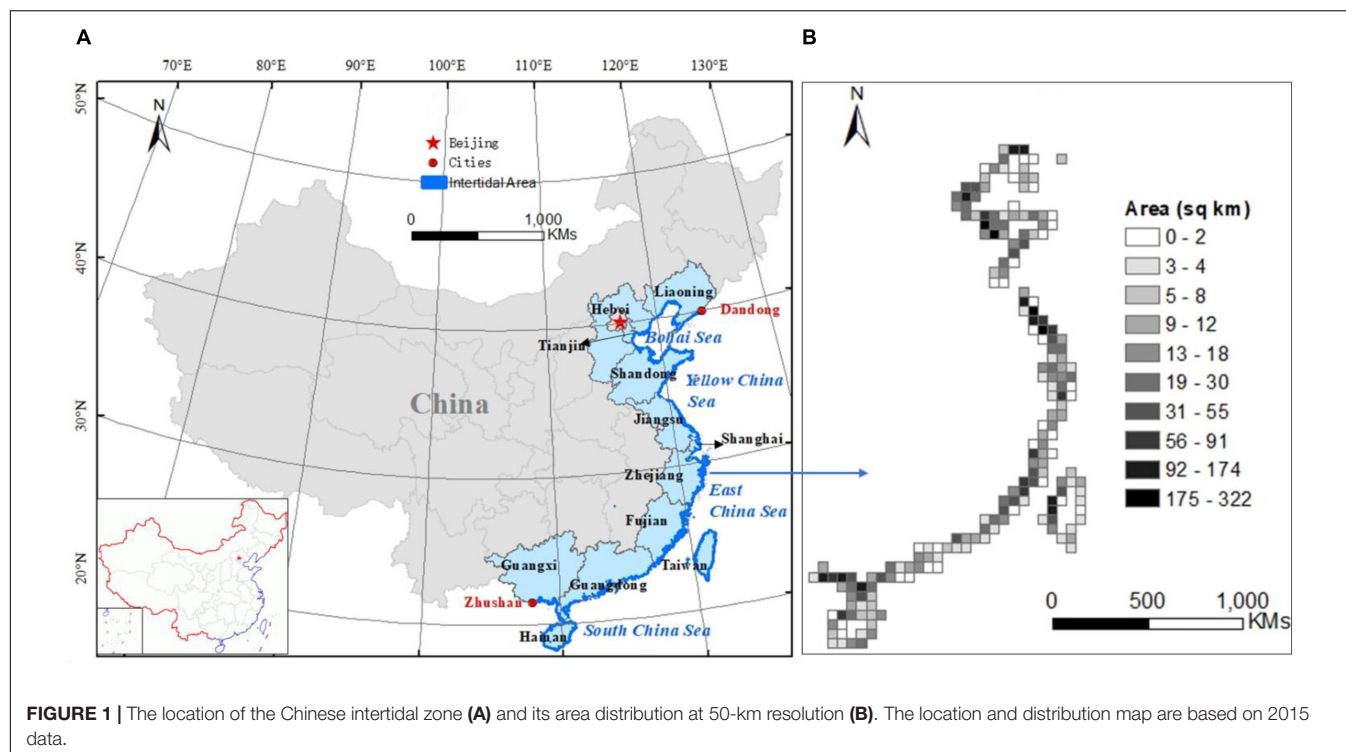 A
B
70°E 80°E 90°E 100°E 110°E 120°E 130°E
50°N
40°N
30°N
20°N
N
Beijing
Cities
Intertidal Area
0 1,000
KMs
Liaoning
Hebei
Dandong
Tianjin
Bohai Sea
Shandong
Yellow China
Sea
China
Jiangsu
Shanghai
Zhejiang
East
China Sea
Fujian
Guangxi
Taiwan
Guangdong
Zhushan
Hainan
South China Sea
N
Area (sq km)
0 - 2
3 - 4
5 - 8
9 - 12
13 - 18
19 - 30
31 - 55
56 - 91
92 - 174
175 - 322
0 500 1,000
KMs
FIGURE 1 | The location of the Chinese intertidal zone (A) and its area distribution at 50-km resolution (B). The location and distribution map are based on 2015
data.